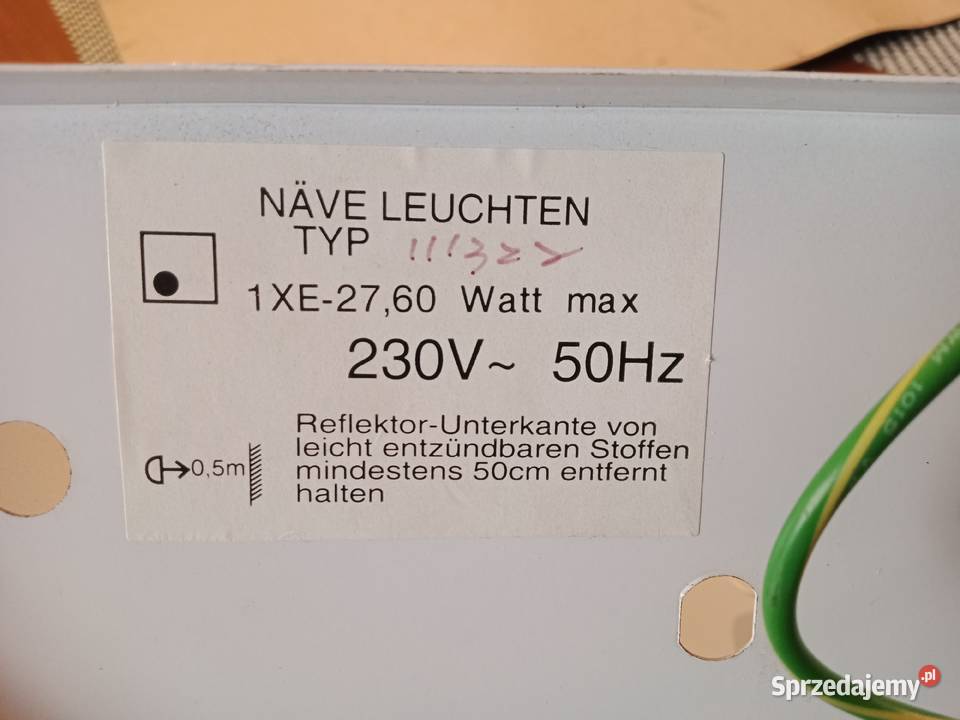 NÄVE LEUCHTEN
TYP 111322
1XE-27,60 Watt max
230V~ 50Hz
Reflektor-Unterkante von
leicht entzündbaren Stoffen
0,5m mindestens 50cm entfernt
halten
Sprzedajemy.pl